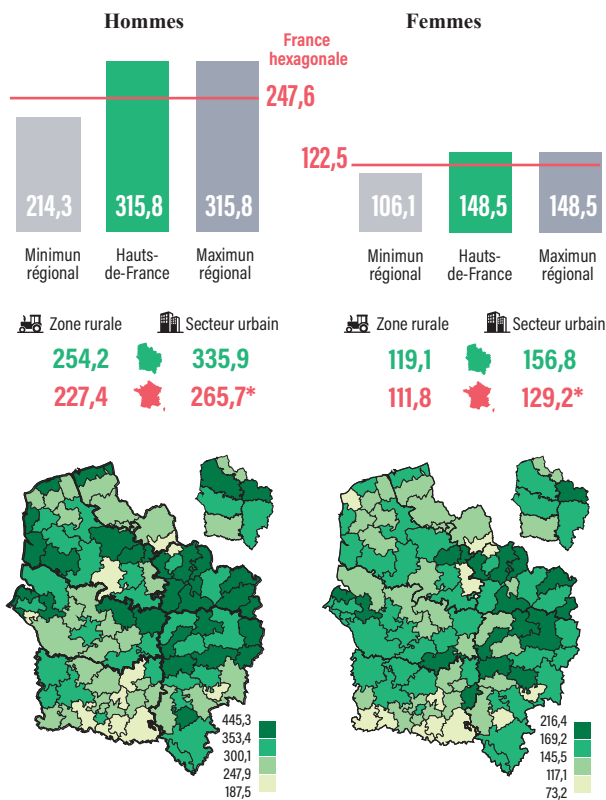 Hommes
France
hexagonale
247,6
214,3
315,8
315,8
Minimun
régional
Hauts-
de-France
Maximun
régional
Zone rurale
Secteur urbain
254,2
335,9
227,4
265,7*
Femmes
122,5
106,1
148,5
148,5
Minimun
régional
Hauts-
de-France
Maximun
régional
Zone rurale
Secteur urbain
119,1
156,8
111,8
129,2*
445,3
353,4
300,1
247,9
187,5
216,4
169,2
145,5
117,1
73,2